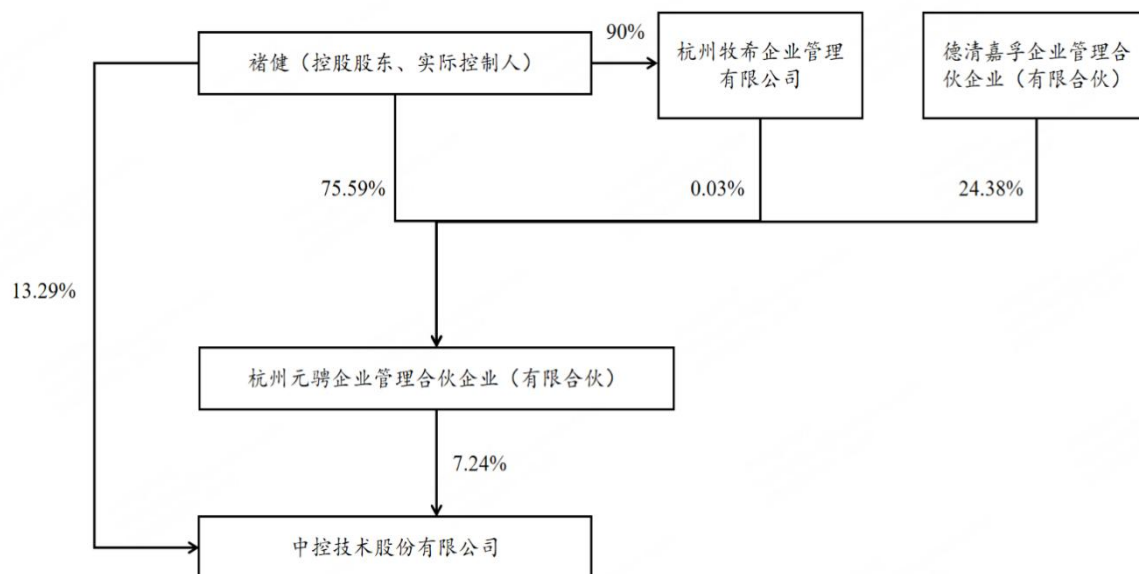 90%
褚健（控股股东、实际控制人）
杭州牧希企业管理
有限公司
德清嘉孚企业管理合
伙企业（有限合伙）
75.59%
0.03%
24.38%
13.29%
杭州元骋企业管理合伙企业（有限合伙）
7.24%
中控技术股份有限公司